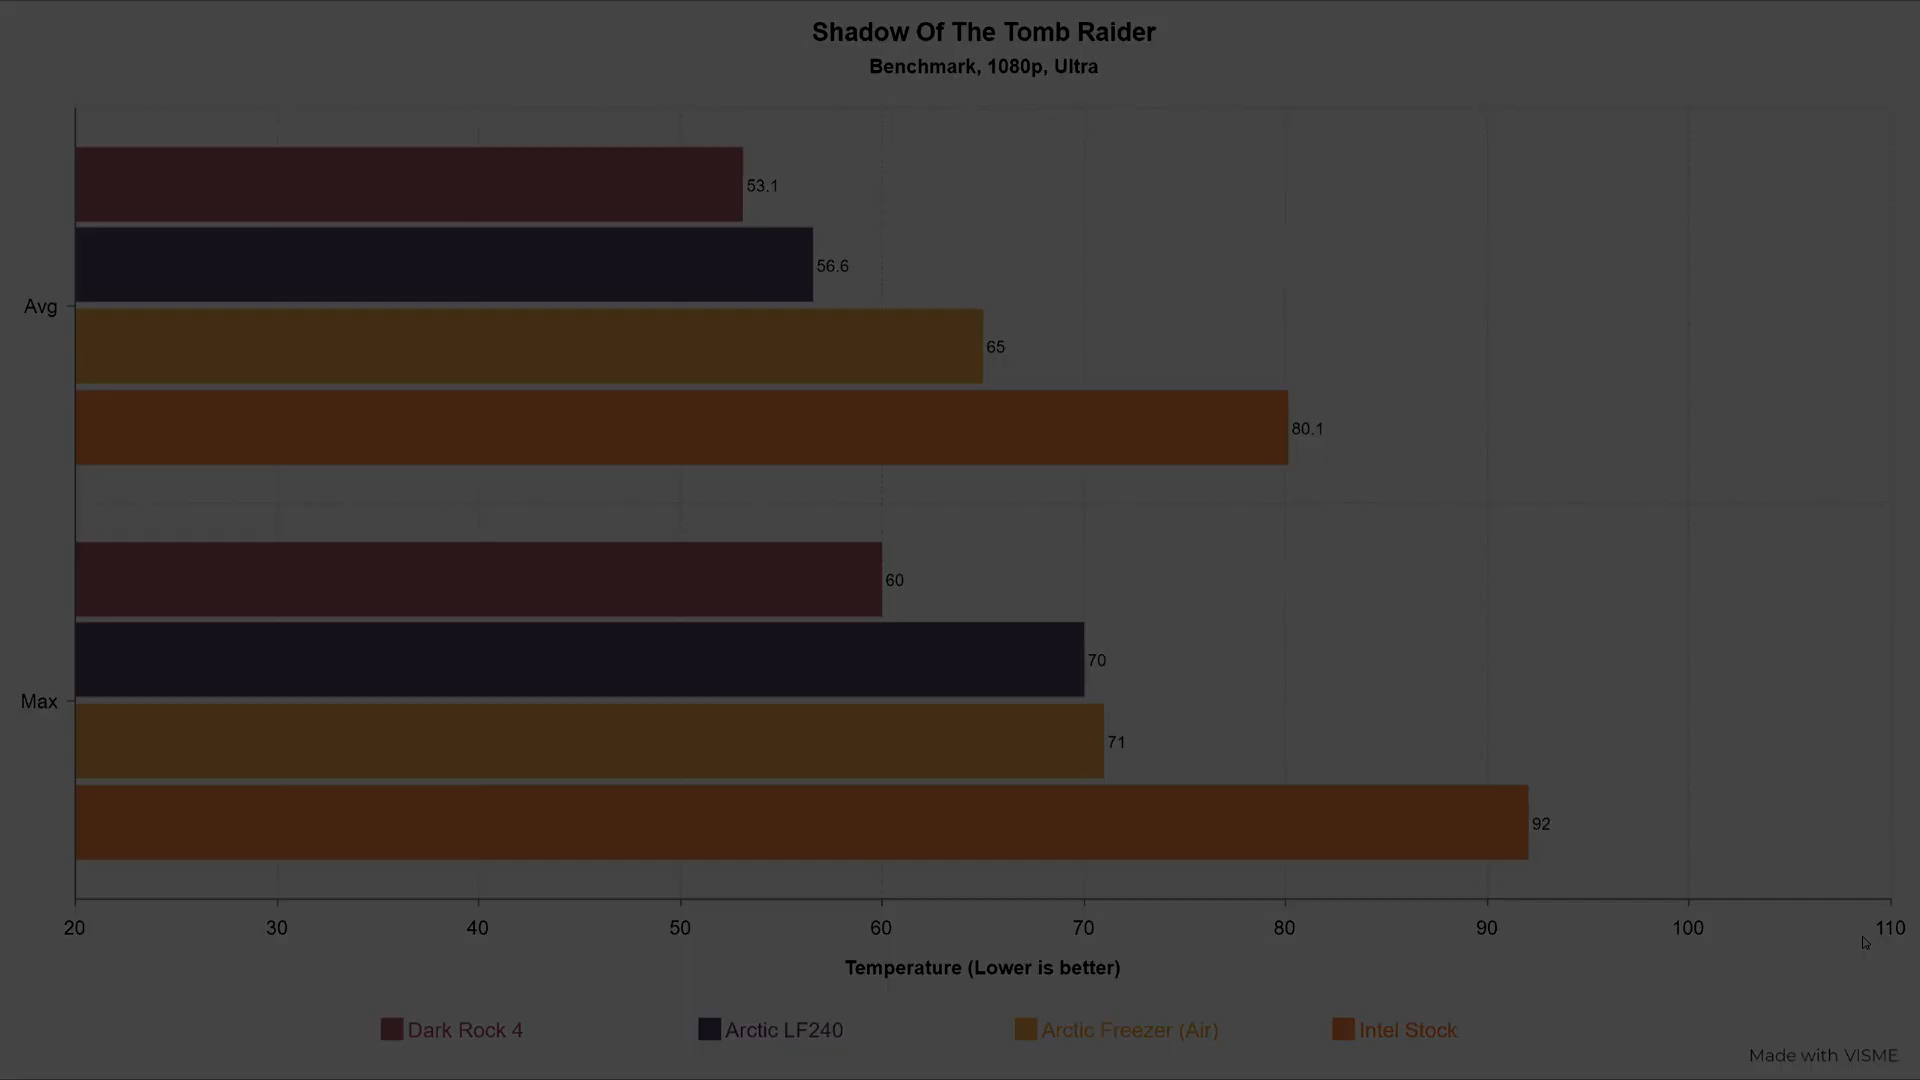 Shadow Of The Tomb Raider
Benchmark, 1080p, Ultra
53.1
56.6
Avg
65
80.1
60
70
Max
71
92
20 30 40 50 60 70 80 90 100 110
Temperature (Lower is better)
Dark Rock 4 Arctic LF240 Arctic Freezer (Air) Intel Stock
Made with VISME